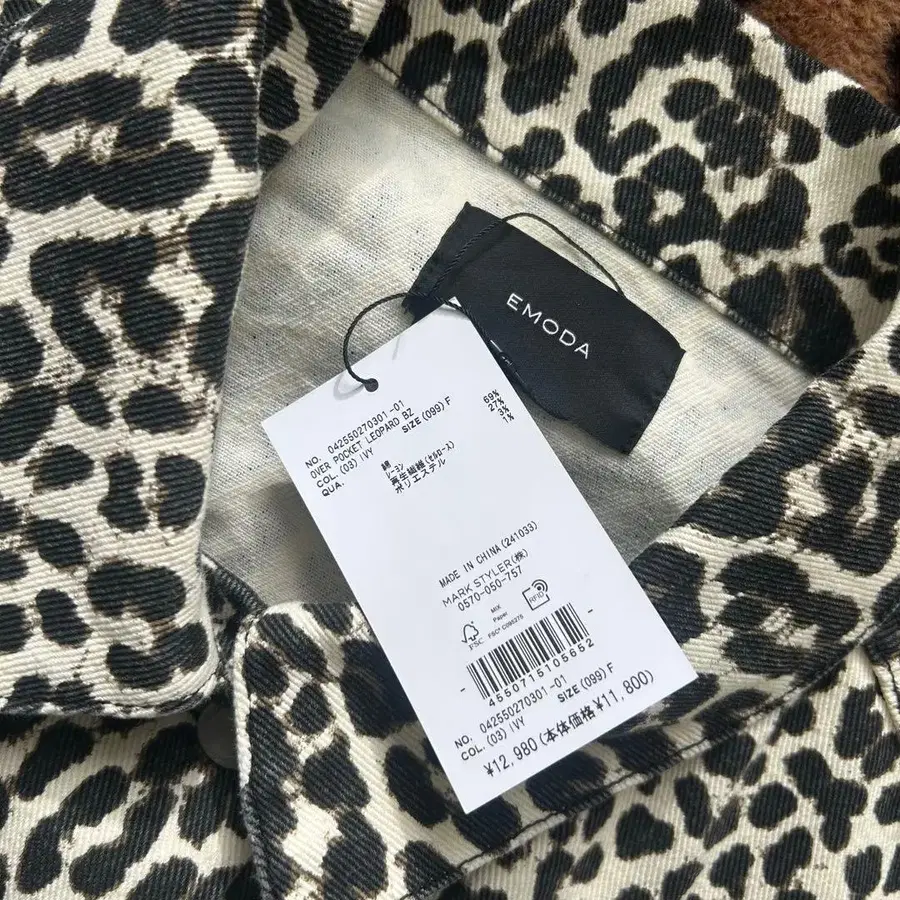 EMODA
NO. 042550270301-01
OVER POCKET LEOPARD BZ
COL. (03) IVY SIZE (099) F
QUA.
綿 69%
レーヨン 27%
再生繊維(セルロース) 3%
ポリエステル 1%
MADE IN CHINA (241033)
MARK STYLER(株)
0570-050-757
MIX
Paper
FSC
FSC® C095275
RFID
4550715105652
NO. 042550270301-01
COL. (03) IVY SIZE (099) F
¥12,980 (本体価格¥11,800)